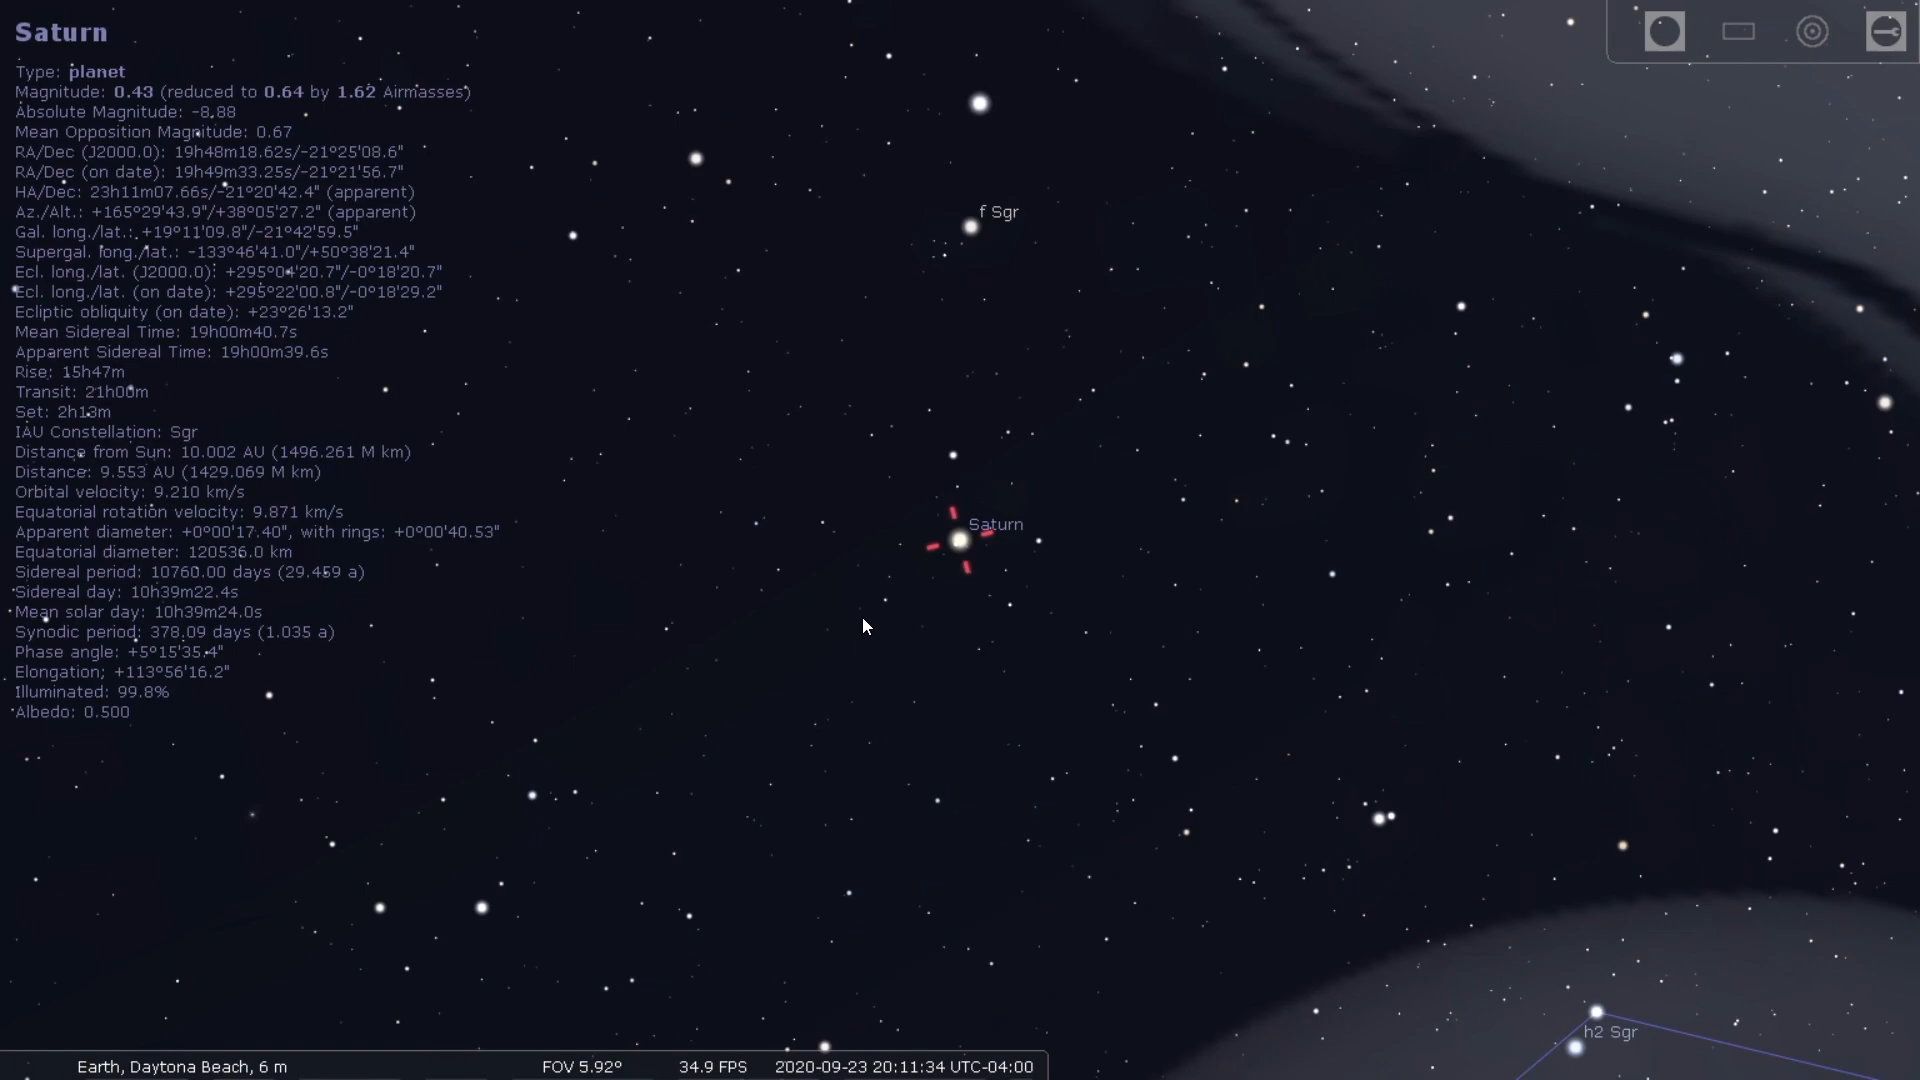 Saturn
Type: planet
Magnitude: 0.43 (reduced to 0.64 by 1.62 Airmasses)
Absolute Magnitude: -8.88
Mean Opposition Magnitude: 0.67
RA/Dec (J2000.0): 19h48m18.62s/-21°25'08.6"
RA/Dec (on date): 19h49m33.25s/-21°21'56.7"
HA/Dec: 23h11m07.66s/-21°20'42.4" (apparent)
Az./Alt.: +165°29'43.9"/+38°05'27.2" (apparent)
Gal. long./lat.: +19°11'09.8"/-21°42'59.5"
Supergal. long./lat.: -133°46'41.0"/+50°38'21.4"
Ecl. long./lat. (J2000.0): +295°04'20.7"/-0°18'20.7"
Ecl. long./lat. (on date): +295°22'00.8"/-0°18'29.2"
Ecliptic obliquity (on date): +23°26'13.2"
Mean Sidereal Time: 19h00m40.7s
Apparent Sidereal Time: 19h00m39.6s
Rise: 15h47m
Transit: 21h00m
Set: 2h13m
IAU Constellation: Sgr
Distance from Sun: 10.002 AU (1496.261 M km)
Distance: 9.553 AU (1429.069 M km)
Orbital velocity: 9.210 km/s
Equatorial rotation velocity: 9.871 km/s
Apparent diameter: +0°00'17.40", with rings: +0°00'40.53"
Equatorial diameter: 120536.0 km
Sidereal period: 10760.00 days (29.459 a)
Sidereal day: 10h39m22.4s
Mean solar day: 10h39m24.0s
Synodic period: 378.09 days (1.035 a)
Phase angle: +5°15'35.4"
Elongation: +113°56'16.2"
Illuminated: 99.8%
Albedo: 0.500
f Sgr
Saturn
h2 Sgr
Earth, Daytona Beach, 6 m
FOV 5.92°
34.9 FPS
2020-09-23 20:11:34 UTC-04:00